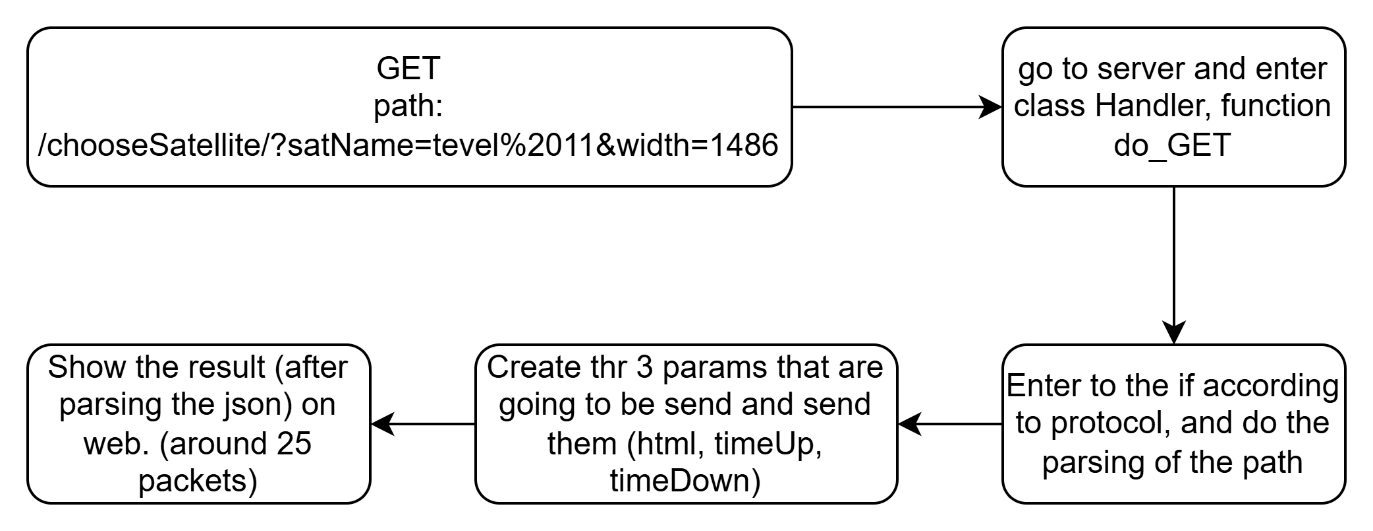 GET
path:
/chooseSatellite/?satName=tevel%2011&width=1486
go to server and enter
class Handler, function
do_GET
Enter to the if according
to protocol, and do the
parsing of the path
Create thr 3 params that are
going to be send and send
them (html, timeUp,
timeDown)
Show the result (after
parsing the json) on
web. (around 25
packets)